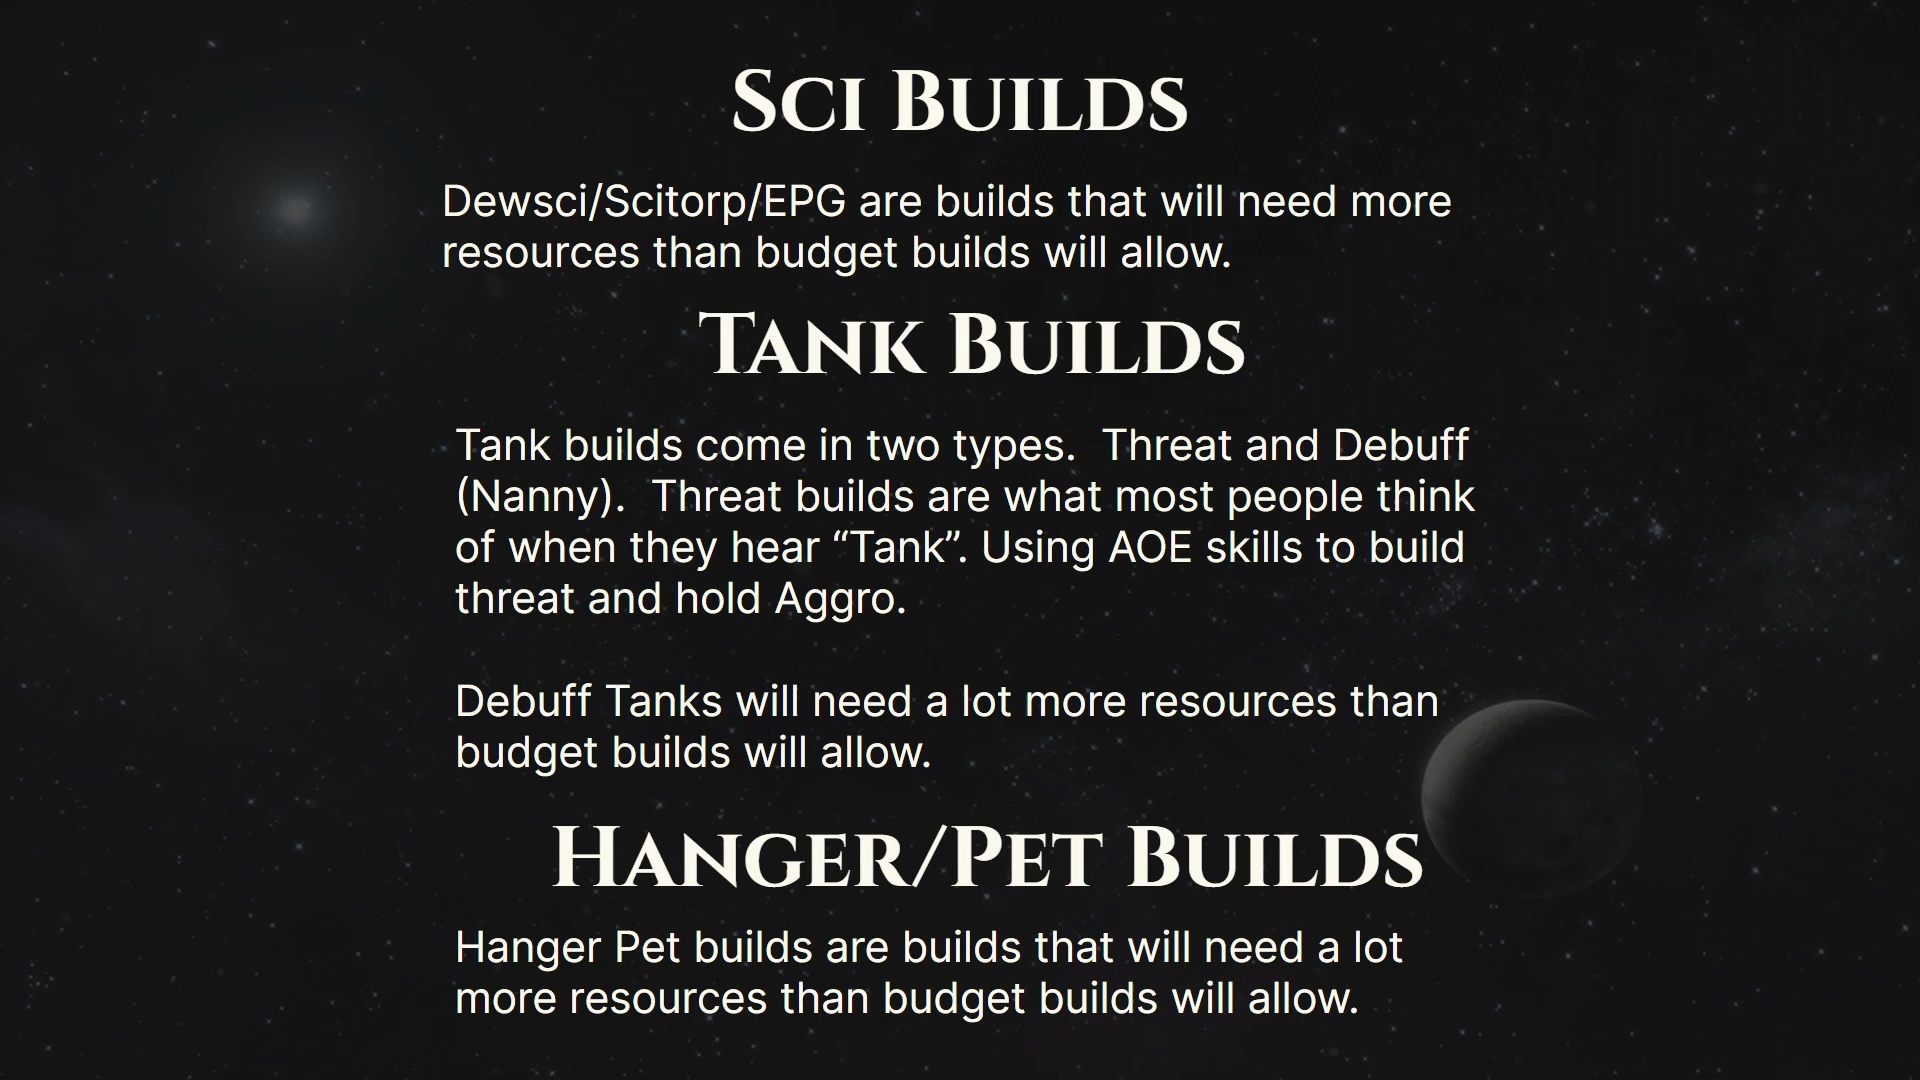 Sci Builds
Dewsci/Scitorp/EPG are builds that will need more
resources than budget builds will allow.
Tank Builds
Tank builds come in two types.  Threat and Debuff
(Nanny).  Threat builds are what most people think
of when they hear “Tank”. Using AOE skills to build
threat and hold Aggro.
Debuff Tanks will need a lot more resources than
budget builds will allow.
Hanger/Pet Builds
Hanger Pet builds are builds that will need a lot
more resources than budget builds will allow.